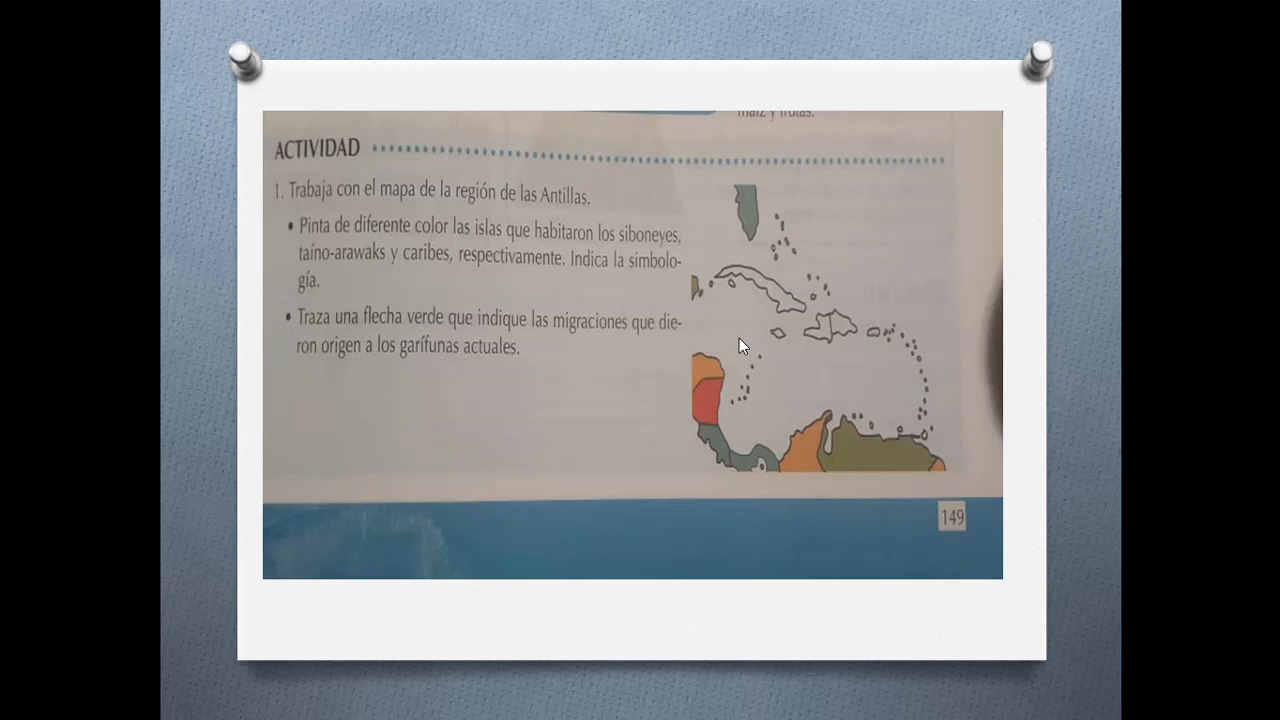 maíz y frutas.
ACTIVIDAD
1. Trabaja con el mapa de la región de las Antillas.
• Pinta de diferente color las islas que habitaron los siboneyes,
taíno-arawaks y caribes, respectivamente. Indica la simbolo-
gía.
• Traza una flecha verde que indique las migraciones que die-
ron origen a los garífunas actuales.
149